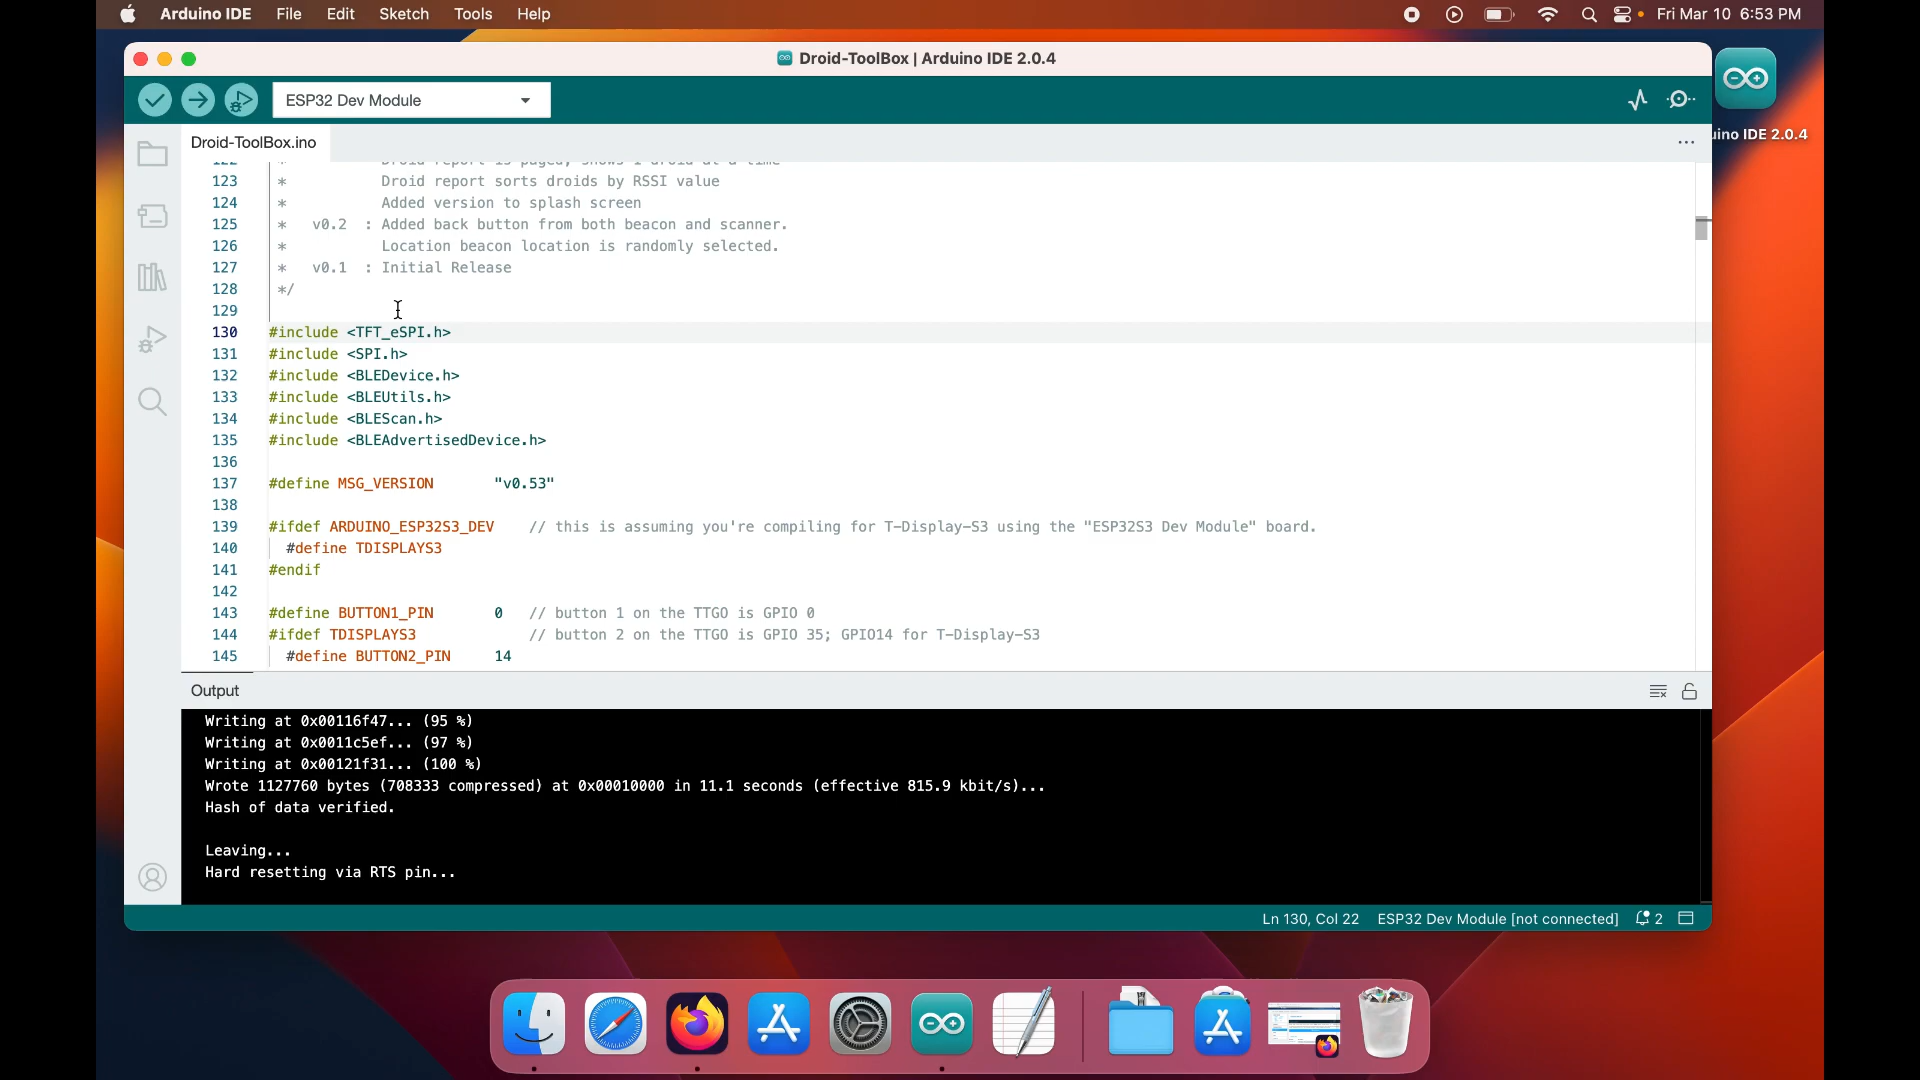 Arduino IDE File Edit Sketch Tools Help Fri Mar 10 6:53 PM
Droid-ToolBox | Arduino IDE 2.0.4
ESP32 Dev Module
uino IDE 2.0.4
Droid-ToolBox.ino
122 * Droid report is paged, shows 1 droid at a time
123 * Droid report sorts droids by RSSI value
124 * Added version to splash screen
125 * v0.2 : Added back button from both beacon and scanner.
126 * Location beacon location is randomly selected.
127 * v0.1 : Initial Release
128 */
129
130 #include <TFT_eSPI.h>
131 #include <SPI.h>
132 #include <BLEDevice.h>
133 #include <BLEUtils.h>
134 #include <BLEScan.h>
135 #include <BLEAdvertisedDevice.h>
136
137 #define MSG_VERSION "v0.53"
138
139 #ifdef ARDUINO_ESP32S3_DEV // this is assuming you're compiling for T-Display-S3 using the "ESP32S3 Dev Module" board.
140 #define TDISPLAYS3
141 #endif
142
143 #define BUTTON1_PIN 0 // button 1 on the TTGO is GPIO 0
144 #ifdef TDISPLAYS3 // button 2 on the TTGO is GPIO 35; GPIO14 for T-Display-S3
145 #define BUTTON2_PIN 14
Output
Writing at 0x00116f47... (95 %)
Writing at 0x0011c5ef... (97 %)
Writing at 0x00121f31... (100 %)
Wrote 1127760 bytes (708333 compressed) at 0x00010000 in 11.1 seconds (effective 815.9 kbit/s)...
Hash of data verified.
Leaving...
Hard resetting via RTS pin...
Ln 130, Col 22 ESP32 Dev Module [not connected] 2